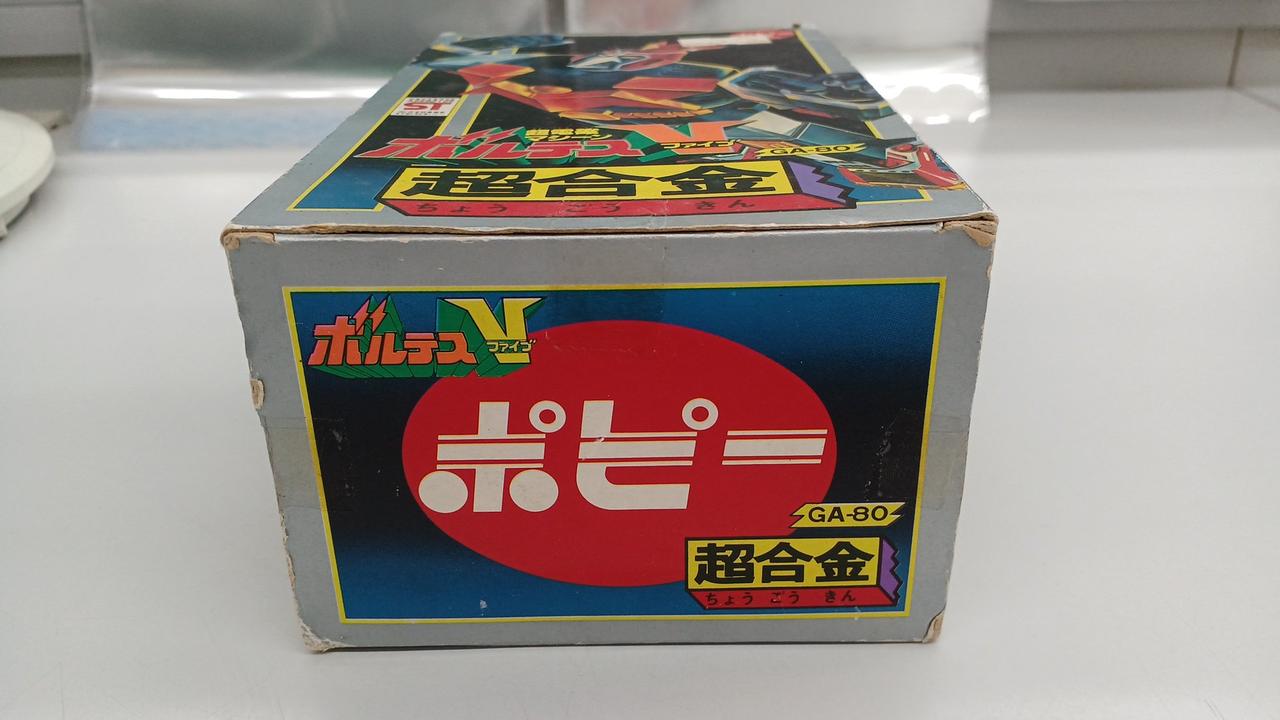 ST
超電磁
マシーン
ボルテスV
ファイブ
GA-80
超合金
ちょう ごう きん
ボルテスV
ファイブ
ポピー
GA-80
超合金
ちょう ごう きん